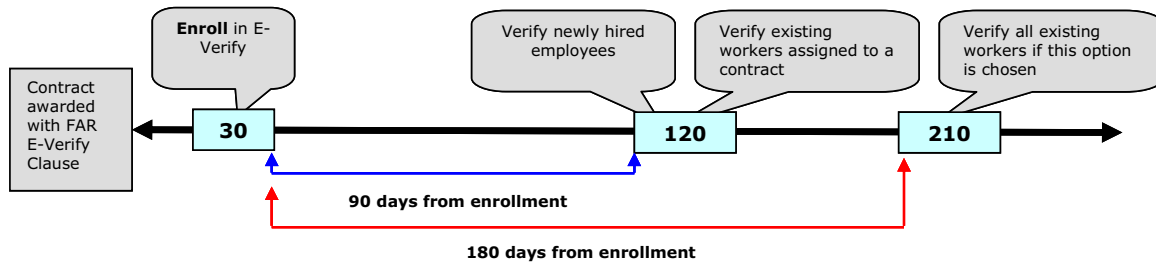 Enroll in E-
Verify
Verify newly hired
employees
Verify existing
workers assigned to a
contract
Verify all existing
workers if this option
is chosen
Contract
awarded
with FAR
E-Verify
Clause
30
120
210
90 days from enrollment
180 days from enrollment